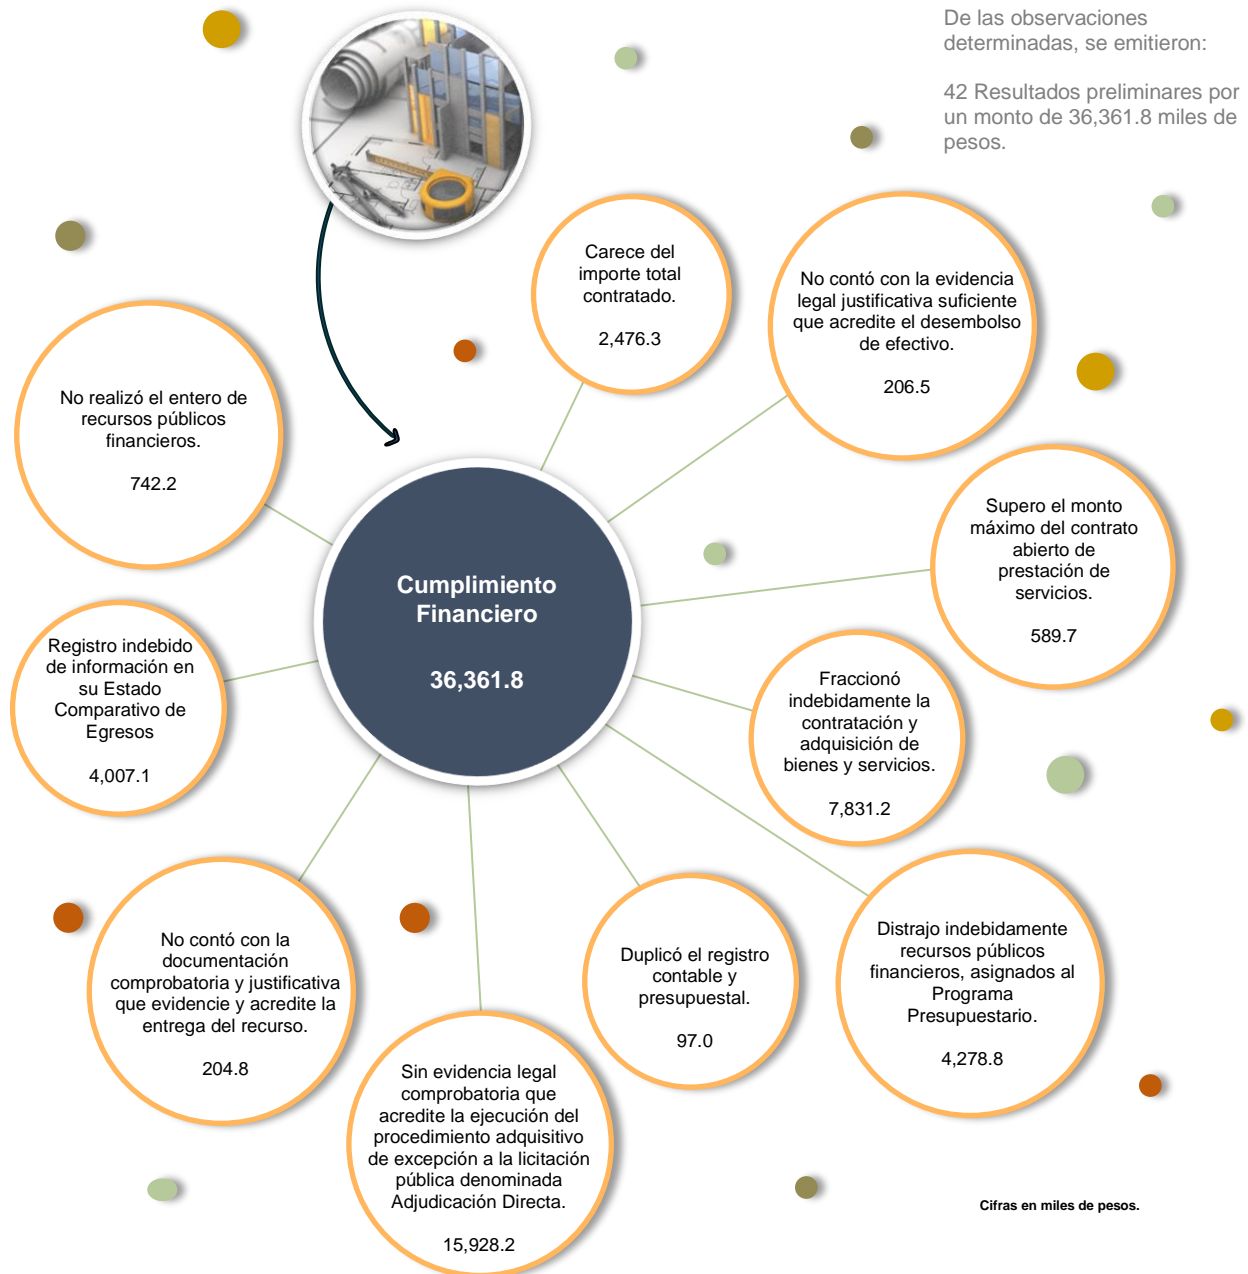 De las observaciones
determinadas, se emitieron:
42 Resultados preliminares por
un monto de 36,361.8 miles de
pesos.
Carece del
importe total
contratado.
2,476.3
No contó con la evidencia
legal justificativa suficiente
que acredite el desembolso
de efectivo.
206.5
No realizó el entero de
recursos públicos
financieros.
742.2
Supero el monto
máximo del contrato
abierto de
prestación de
servicios.
589.7
Cumplimiento
Financiero
36,361.8
Registro indebido
de información en
su Estado
Comparativo de
Egresos
4,007.1
Fraccionó
indebidamente la
contratación y
adquisición de
bienes y servicios.
7,831.2
No contó con la
documentación
comprobatoria y justificativa
que evidencie y acredite la
entrega del recurso.
204.8
Sin evidencia legal
comprobatoria que
acredite la ejecución del
procedimiento adquisitivo
de excepción a la licitación
pública denominada
Adjudicación Directa.
15,928.2
Duplicó el registro
contable y
presupuestal.
97.0
Distrajo indebidamente
recursos públicos
financieros, asignados al
Programa
Presupuestario.
4,278.8
Cifras en miles de pesos.